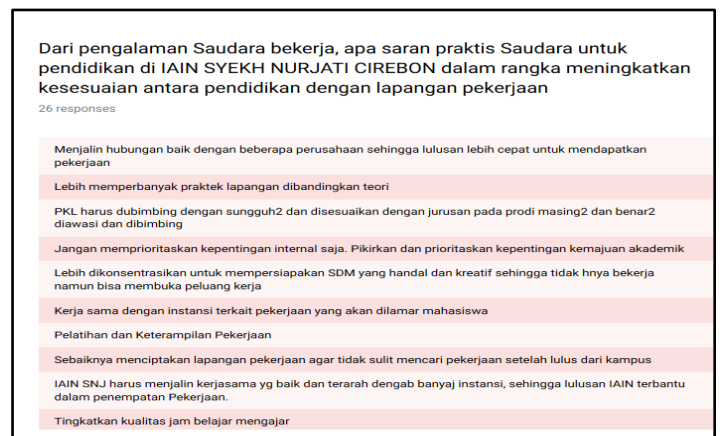 Dari pengalaman Saudara bekerja, apa saran praktis Saudara untuk
pendidikan di IAIN SYEKH NURJATI CIREBON dalam rangka meningkatkan
kesesuaian antara pendidikan dengan lapangan pekerjaan
26 responses
Menjalin hubungan baik dengan beberapa perusahaan sehingga lulusan lebih cepat untuk mendapatkan
pekerjaan
Lebih memperbanyak praktek lapangan dibandingkan teori
PKL harus dubimbing dengan sungguh2 dan disesuaikan dengan jurusan pada prodi masing2 dan benar2
diawasi dan dibimbing
Jangan memprioritaskan kepentingan internal saja. Pikirkan dan prioritaskan kepentingan kemajuan akademik
Lebih dikonsentrasikan untuk mempersiapakan SDM yang handal dan kreatif sehingga tidak hnya bekerja
namun bisa membuka peluang kerja
Kerja sama dengan instansi terkait pekerjaan yang akan dilamar mahasiswa
Pelatihan dan Keterampilan Pekerjaan
Sebaiknya menciptakan lapangan pekerjaan agar tidak sulit mencari pekerjaan setelah lulus dari kampus
IAIN SNJ harus menjalin kerjasama yg baik dan terarah dengab banyaj instansi, sehingga lulusan IAIN terbantu
dalam penempatan Pekerjaan.
Tingkatkan kualitas jam belajar mengajar